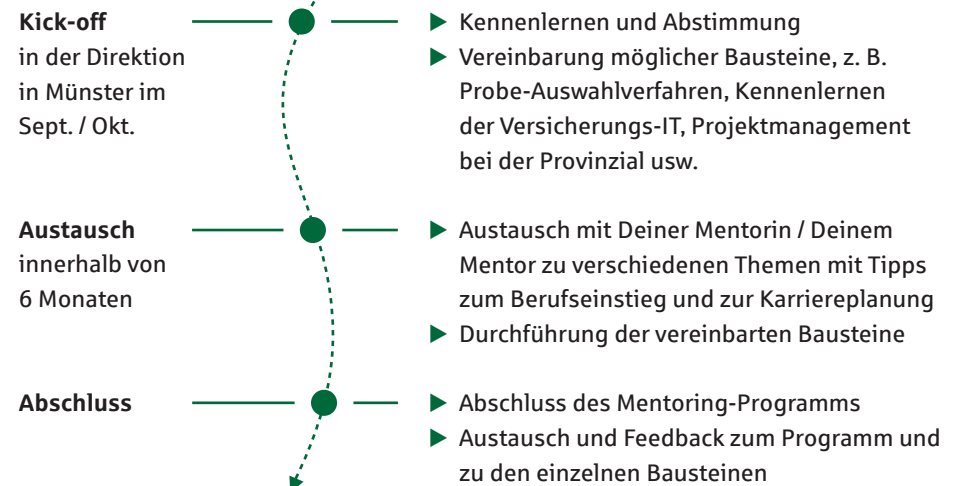 Kick-off
in der Direktion
in Münster im
Sept. / Okt.
▶ Kennenlernen und Abstimmung
▶ Vereinbarung möglicher Bausteine, z. B.
Probe-Auswahlverfahren, Kennenlernen
der Versicherungs-IT, Projektmanagement
bei der Provinzial usw.
Austausch
innerhalb von
6 Monaten
▶ Austausch mit Deiner Mentorin / Deinem
Mentor zu verschiedenen Themen mit Tipps
zum Berufseinstieg und zur Karriereplanung
▶ Durchführung der vereinbarten Bausteine
Abschluss
▶ Abschluss des Mentoring-Programms
▶ Austausch und Feedback zum Programm und
zu den einzelnen Bausteinen